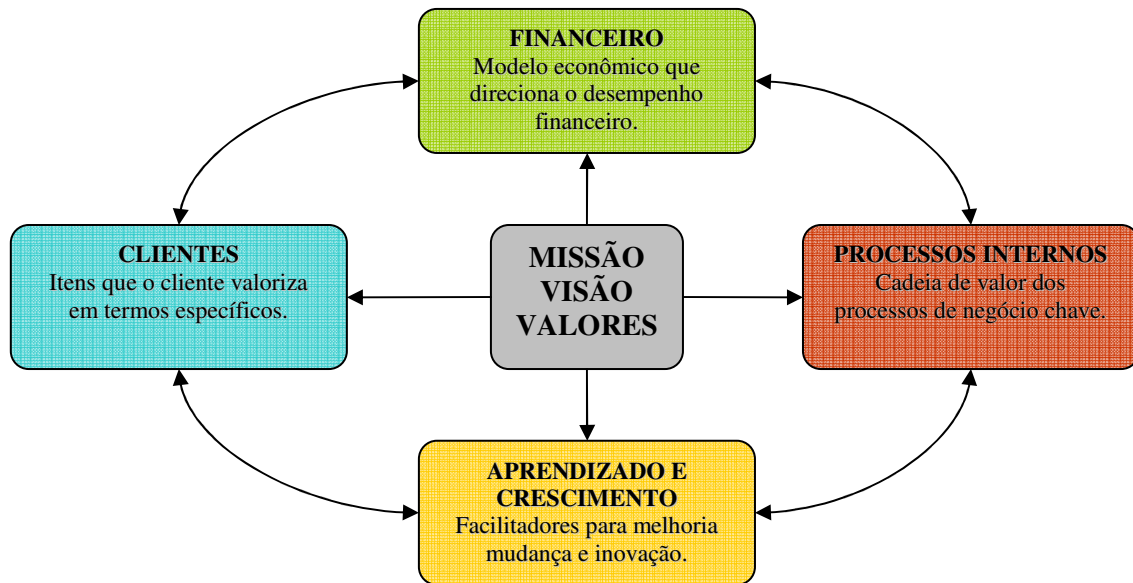 FINANCEIRO
Modelo econômico que
direciona o desempenho
financeiro.
CLIENTES
Itens que o cliente valoriza
em termos específicos.
MISSÃO
VISÃO
VALORES
PROCESSOS INTERNOS
Cadeia de valor dos
processos de negócio chave.
APRENDIZADO E
CRESCIMENTO
Facilitadores para melhoria
mudança e inovação.